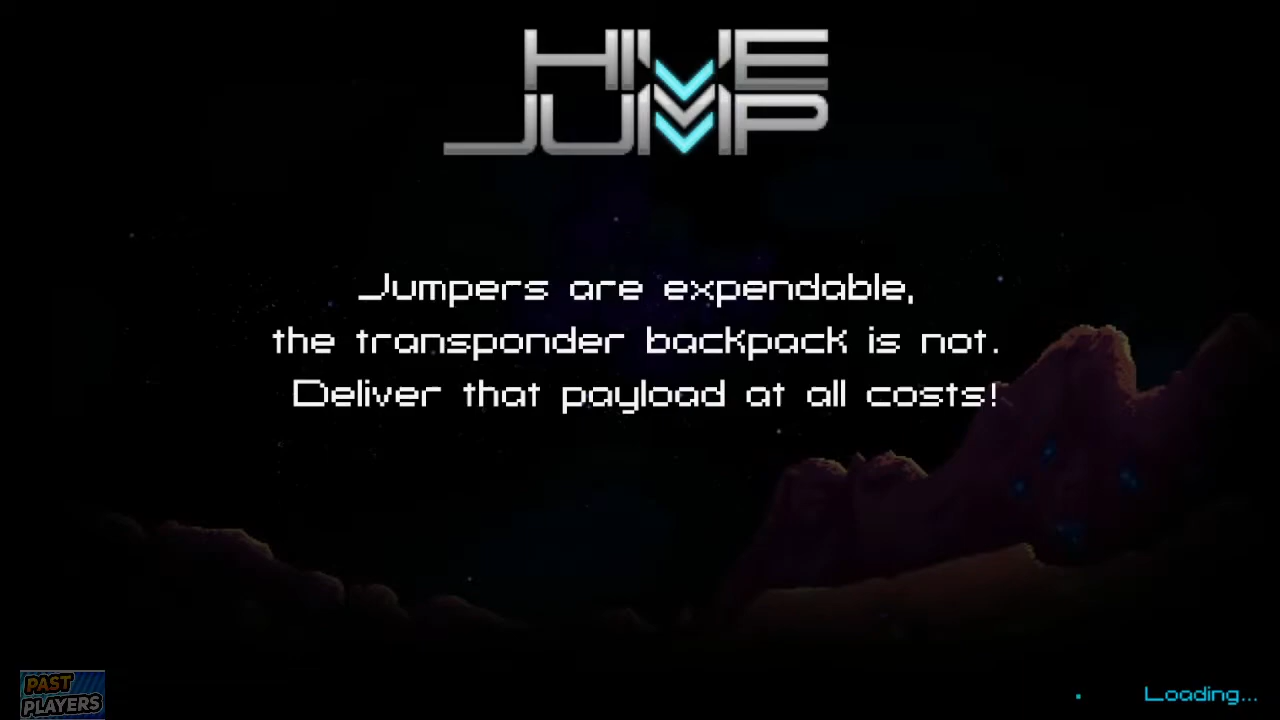 HIVE
JUMP
Jumpers are expendable,
the transponder backpack is not.
Deliver that payload at all costs!
PAST
PLAYERS
Loading...